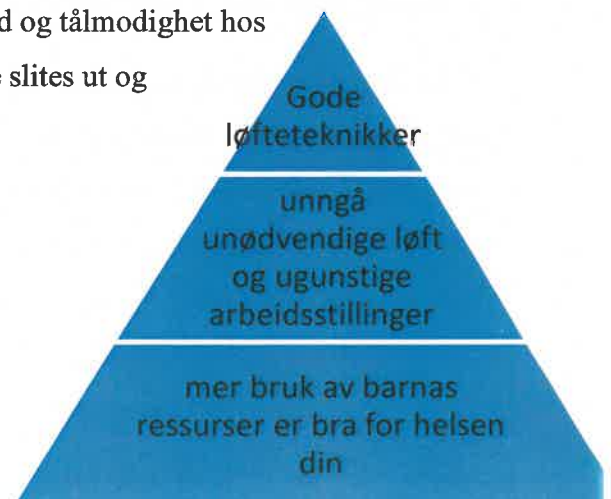 d og tålmodighet hos
e slites ut og
Gode
løfteteknikker
unngå
unødvendige løft
og ugunstige
arbeidsstillinger
mer bruk av barnas
ressurser er bra for helsen
din